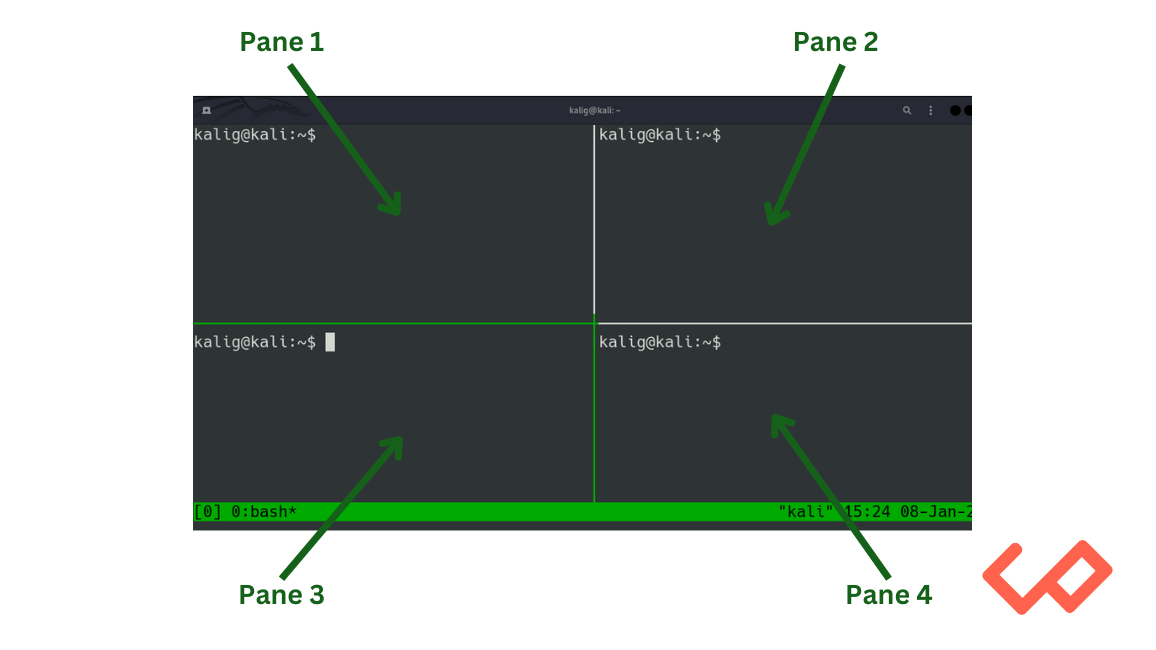 Pane 1
Pane 2
kalig@kali: ~
kalig@kali:~$
kalig@kali:~$
kalig@kali:~$
kalig@kali:~$
[0] 0:bash*
"kali" 15:24 08-Jan-2
Pane 3
Pane 4